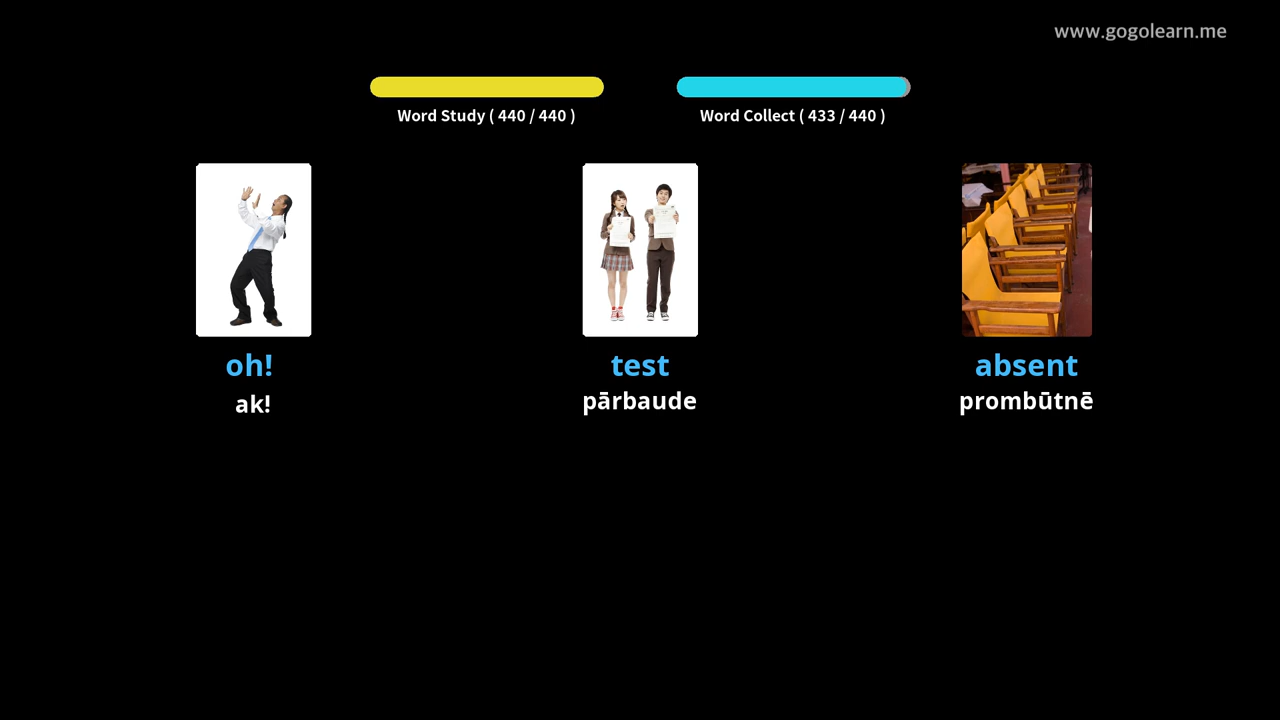 www.gogolearn.me
Word Study ( 440 / 440 )
Word Collect ( 433 / 440 )
oh!
ak!
test
pārbaude
absent
prombūtnē